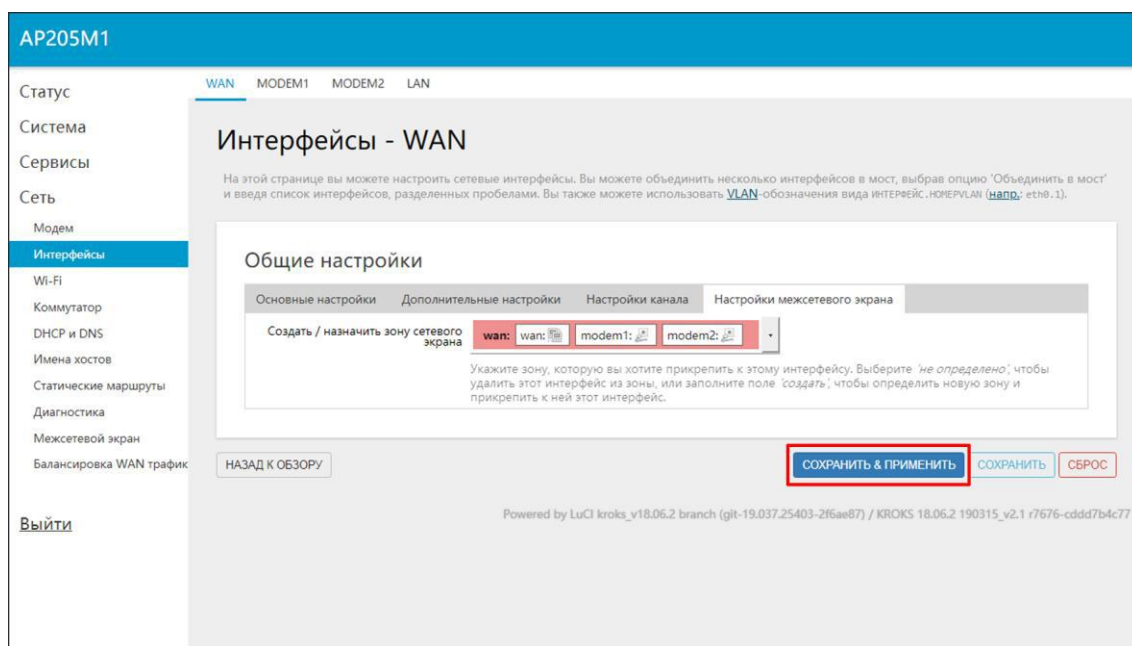 AP205M1
WAN MODEM1 MODEM2 LAN
Статус
Система
Сервисы
Сеть
Модем
Интерфейсы
Wi-Fi
Коммутатор
DHCP и DNS
Имена хостов
Статические маршруты
Диагностика
Межсетевой экран
Балансировка WAN трафик
Выйти
Интерфейсы - WAN
На этой странице вы можете настроить сетевые интерфейсы. Вы можете объединить несколько интерфейсов в мост, выбрав опцию 'Объединить в мост'
и введя список интерфейсов, разделенных пробелами. Вы также можете использовать VLAN-обозначения вида ИНТЕРФЕЙС.НОМЕРVLAN (напр.: eth0.1).
Общие настройки
Основные настройки Дополнительные настройки Настройки канала Настройки межсетевого экрана
Создать / назначить зону сетевого
экрана
wan: wan: modem1: modem2:
Укажите зону, которую вы хотите прикрепить к этому интерфейсу. Выберите 'не определено', чтобы
удалить этот интерфейс из зоны, или заполните поле 'создать', чтобы определить новую зону и
прикрепить к ней этот интерфейс.
НАЗАД К ОБЗОРУ СОХРАНИТЬ & ПРИМЕНИТЬ СОХРАНИТЬ СБРОС
Powered by LuCI kroks_v18.06.2 branch (git-19.037.25403-2f6ae87) / KROKS 18.06.2 190315_v2.1 r7676-cddd7b4c77